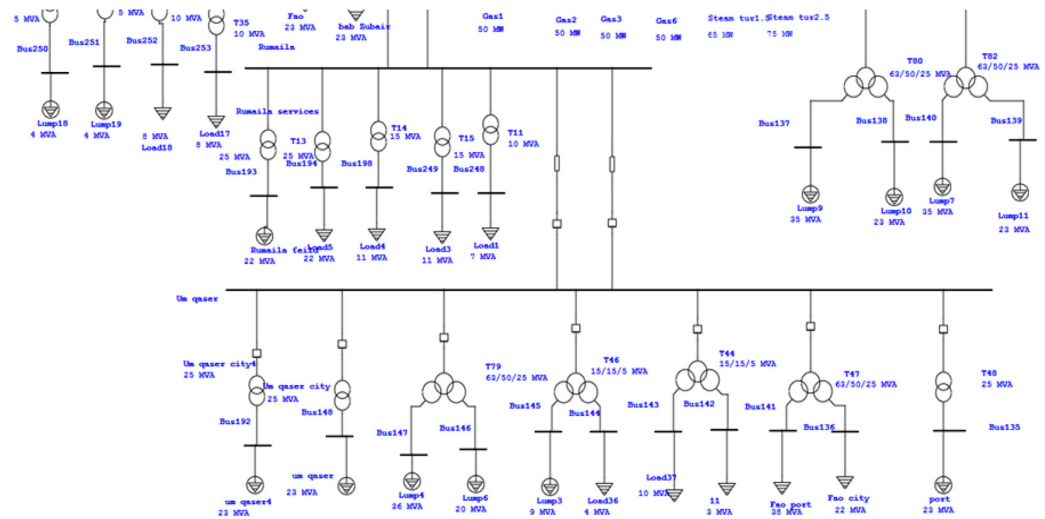 5 MVA
5 MVA
10 MVA
T35
10 MVA
Fao
23 MVA
bab Subair
23 MVA
Gas1
50 MW
Gas2
50 MW
Gas3
50 MW
Gas6
50 MW
Steam tur1.5
65 MW
Steam tur2.5
75 MW
Bus250
Bus251
Bus252
Bus253
Rumaila
T80
63/50/25 MVA
T82
63/50/25 MVA
Lump18
4 MVA
Lump19
4 MVA
8 MVA
Load18
Load17
8 MVA
Rumaila services
25 MVA
T13
25 MVA
T14
15 MVA
T15
15 MVA
T11
10 MVA
Bus193
Bus194
Bus198
Bus249
Bus248
Bus137
Bus138
Bus140
Bus139
Rumaila feild
22 MVA
Load5
22 MVA
Load4
11 MVA
Load3
11 MVA
Load1
7 MVA
Lump9
35 MVA
Lump10
23 MVA
Lump7
35 MVA
Lump11
23 MVA
Um qaser
Um qaser city4
25 MVA
Um qaser city
25 MVA
T79
63/50/25 MVA
T46
15/15/5 MVA
T44
15/15/5 MVA
T47
63/50/25 MVA
T48
25 MVA
Bus192
Bus148
Bus147
Bus146
Bus145
Bus144
Bus143
Bus142
Bus141
Bus136
Bus135
um qaser4
23 MVA
um qaser
23 MVA
Lump4
36 MVA
Lump6
20 MVA
Lump3
9 MVA
Load36
4 MVA
Load37
10 MVA
11
3 MVA
Fao port
38 MVA
Fao city
22 MVA
port
23 MVA